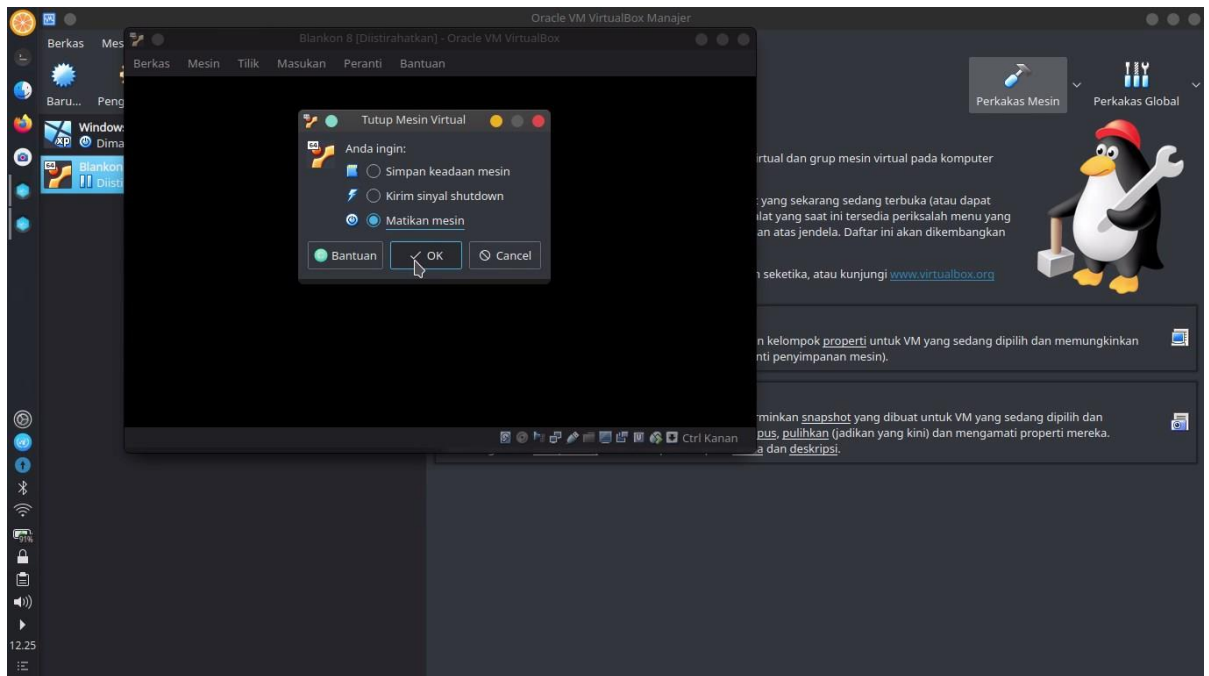 Oracle VM VirtualBox Manajer
Berkas Mes
Baru... Peng
Windows
Dima
Blankon
Diisti
Blankon 8 [Diistirahatkan] - Oracle VM VirtualBox
Berkas Mesin Tilik Masukan Peranti Bantuan
Tutup Mesin Virtual
Anda ingin:
Simpan keadaan mesin
Kirim sinyal shutdown
Matikan mesin
Bantuan OK Cancel
Ctrl Kanan
Perkakas Mesin Perkakas Global
irtual dan grup mesin virtual pada komputer
yang sekarang sedang terbuka (atau dapat
lat yang saat ini tersedia periksalah menu yang
an atas jendela. Daftar ini akan dikembangkan
seketika, atau kunjungi www.virtualbox.org
n kelompok properti untuk VM yang sedang dipilih dan memungkinkan
nti penyimpanan mesin).
rminkan snapshot yang dibuat untuk VM yang sedang dipilih dan
pus, pulihkan (jadikan yang kini) dan mengamati properti mereka.
a dan deskripsi.
XP
64
64
91%
12.25